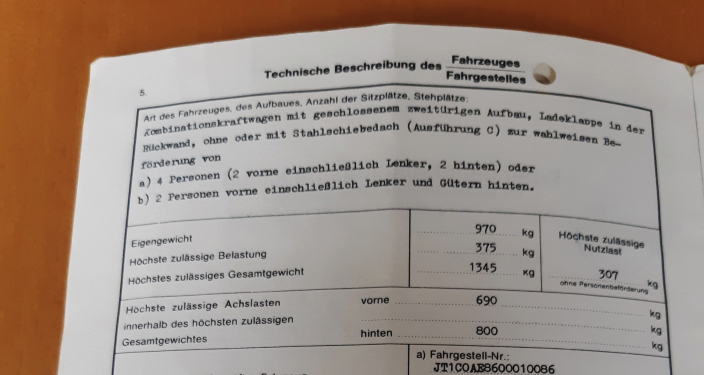 Technische Beschreibung des Fahrzeuges
Fahrgestelles
5.
Art des Fahrzeuges, des Aufbaues, Anzahl der Sitzplätze, Stehplätze:
Kombinationskraftwagen mit geschlossenem zweitürigen Aufbau, Ladeklappe in der
Rückwand, ohne oder mit Stahlschiebedach (Ausführung C) zur wahlweisen Be-
förderung von
a) 4 Personen (2 vorne einschließlich Lenker, 2 hinten) oder
b) 2 Personen vorne einschließlich Lenker und Gütern hinten.
Eigengewicht 970 kg
Höchste zulässige Belastung 375 kg
Höchstes zulässiges Gesamtgewicht 1345 kg
Höchste zulässige
Nutzlast
307 kg
ohne Personenbeförderung
Höchste zulässige Achslasten vorne 690 kg
innerhalb des höchsten zulässigen kg
Gesamtgewichtes hinten 800 kg
a) Fahrgestell-Nr.:
JT1COAE8600010086